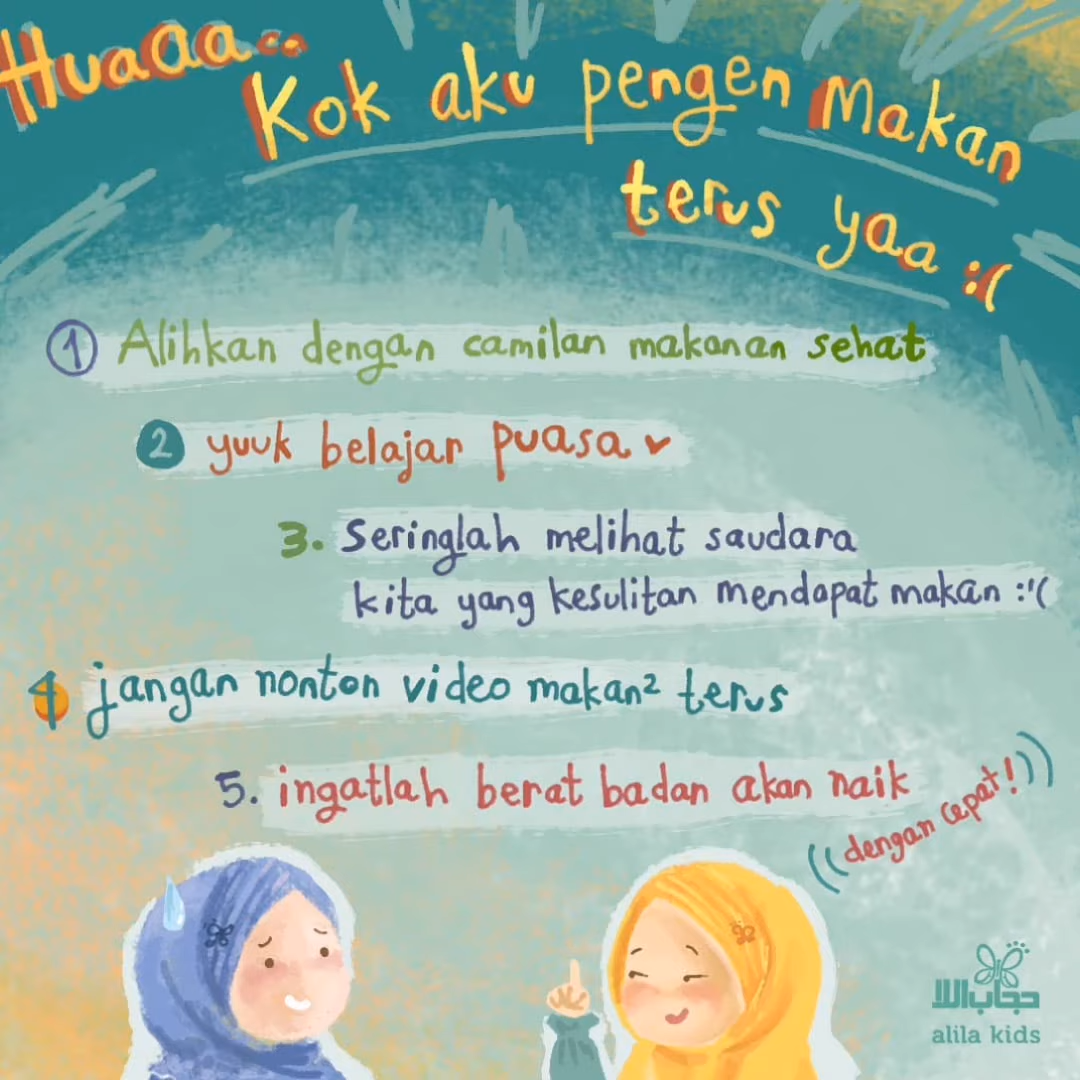 Huaaa..
Kok aku pengen Makan
terus yaa :(
1 Alihkan dengan camilan makanan sehat
2 yuuk belajar puasa
3. Seringlah melihat saudara
kita yang kesulitan mendapat makan :'(
4 jangan nonton video makan² terus
5. ingatlah berat badan akan naik
((dengan cepat!))
حجاب اللا
alila kids